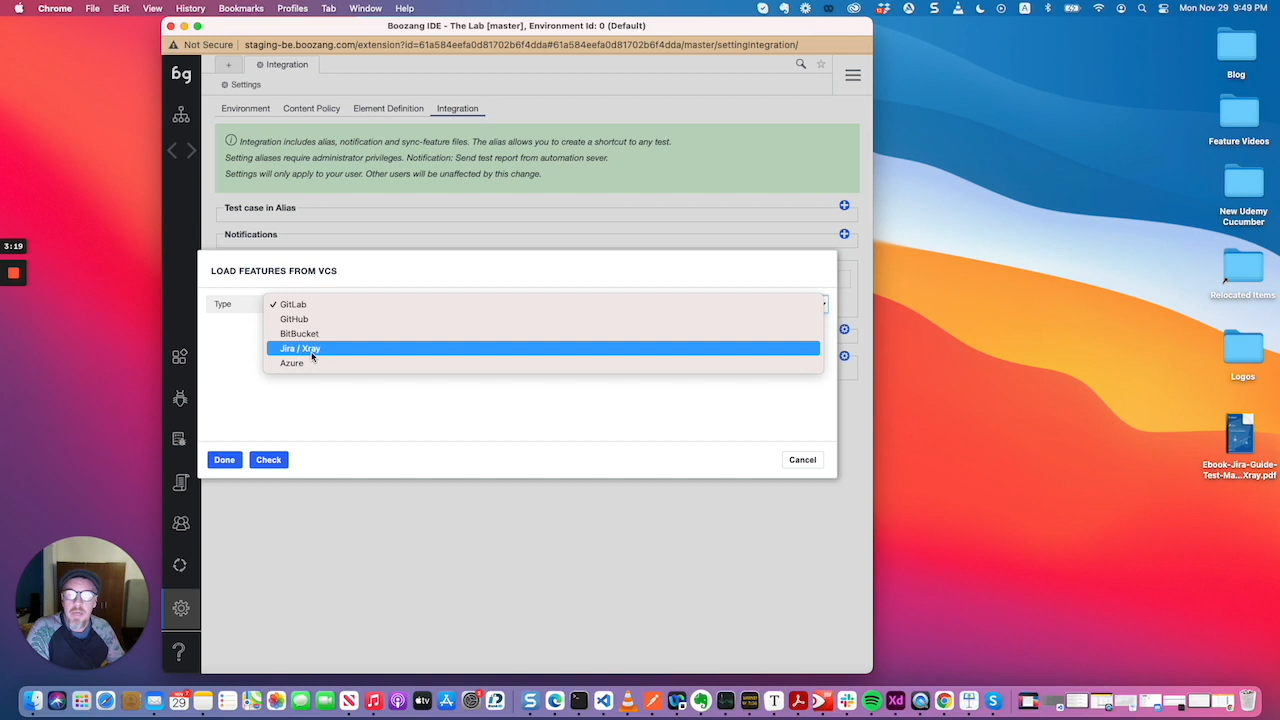 Chrome File Edit View History Bookmarks Profiles Tab Window Help
Mon Nov 29 8:40 PM
Boozang IDE - The Lab [master], Environment Id: 0 (Default)
Not Secure staging-be.boozang.com/extension?id=61a584eefa0d81702b6f4dda#61a584eefa0d81702b6f4dda/master/settingIntegration/
bg
+ Integration
Settings
Environment Content Policy Element Definition Integration
Integration includes alias, notification and sync-feature files. The alias allows you to create a shortcut to any test.
Setting aliases require administrator privileges. Notification: Send test report from automation sever.
Settings will only apply to your user. Other users will be unaffected by this change.
Test case in Alias
Notifications
3:19
LOAD FEATURES FROM VCS
Type
✓ GitLab
GitHub
BitBucket
Jira / Xray
Azure
Done Check Cancel
Blog
Feature Videos
New Udemy
Cucumber
Relocated Items
Logos
Ebook-Jira-Guide-
Test-Ma...Xray.pdf